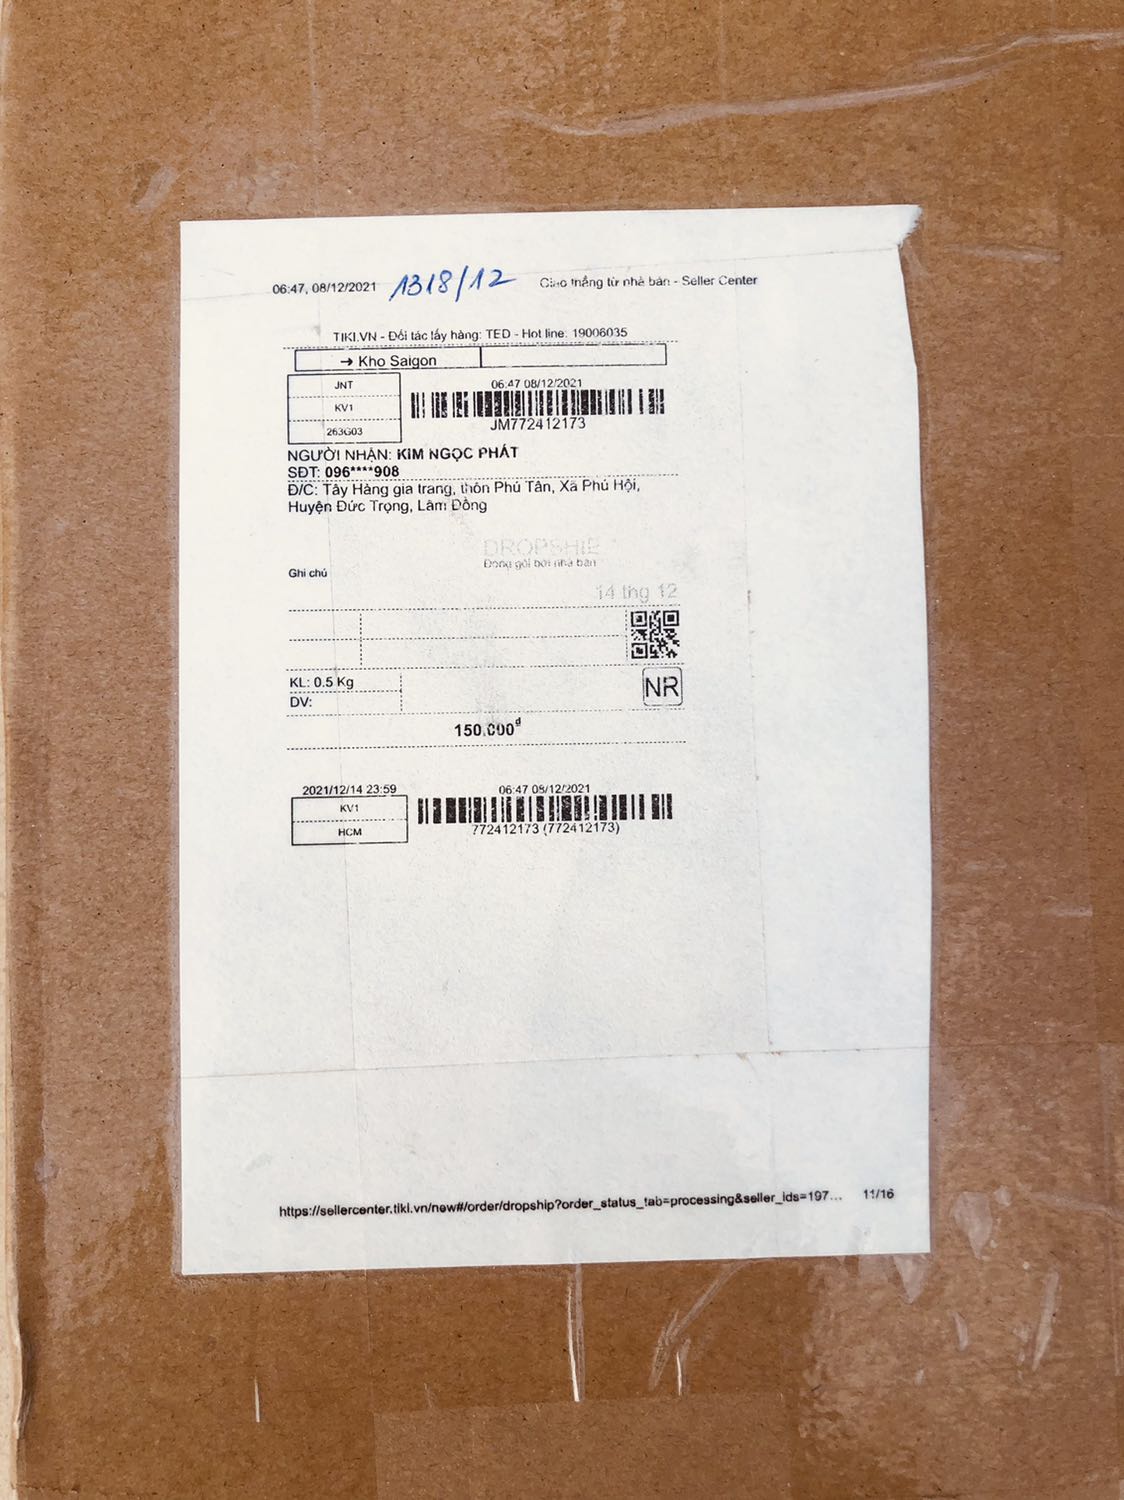 06:47, 08/12/2021 1318/12 Giao thẳng từ nhà bán - Seller Center
TIKI.VN - Đối tác lấy hàng: TED - Hot line: 19006035
→ Kho Saigon
JNT
KV1
263G03
06:47 08/12/2021
JM772412173
NGƯỜI NHẬN: KIM NGỌC PHÁT
SĐT: 096****908
Đ/C: Tây Hàng gia trang, thôn Phú Tân, Xã Phú Hội,
Huyện Đức Trọng, Lâm Đồng
DROPSHIP
Đóng gói bởi nhà bán
Ghi chú
14 thg 12
KL: 0.5 Kg
DV:
NR
150.000đ
2021/12/14 23:59
KV1
HCM
06:47 08/12/2021
772412173 (772412173)
https://sellercenter.tiki.vn/new#/order/dropship?order_status_tab=processing&seller_ids=197... 11/16